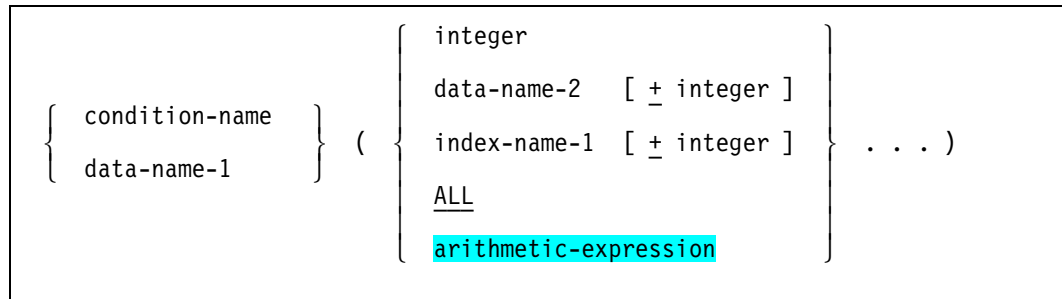 integer
data-name-2 [ + integer ]
condition-name
( index-name-1 [ + integer ] . . . )
data-name-1
ALL
arithmetic-expression